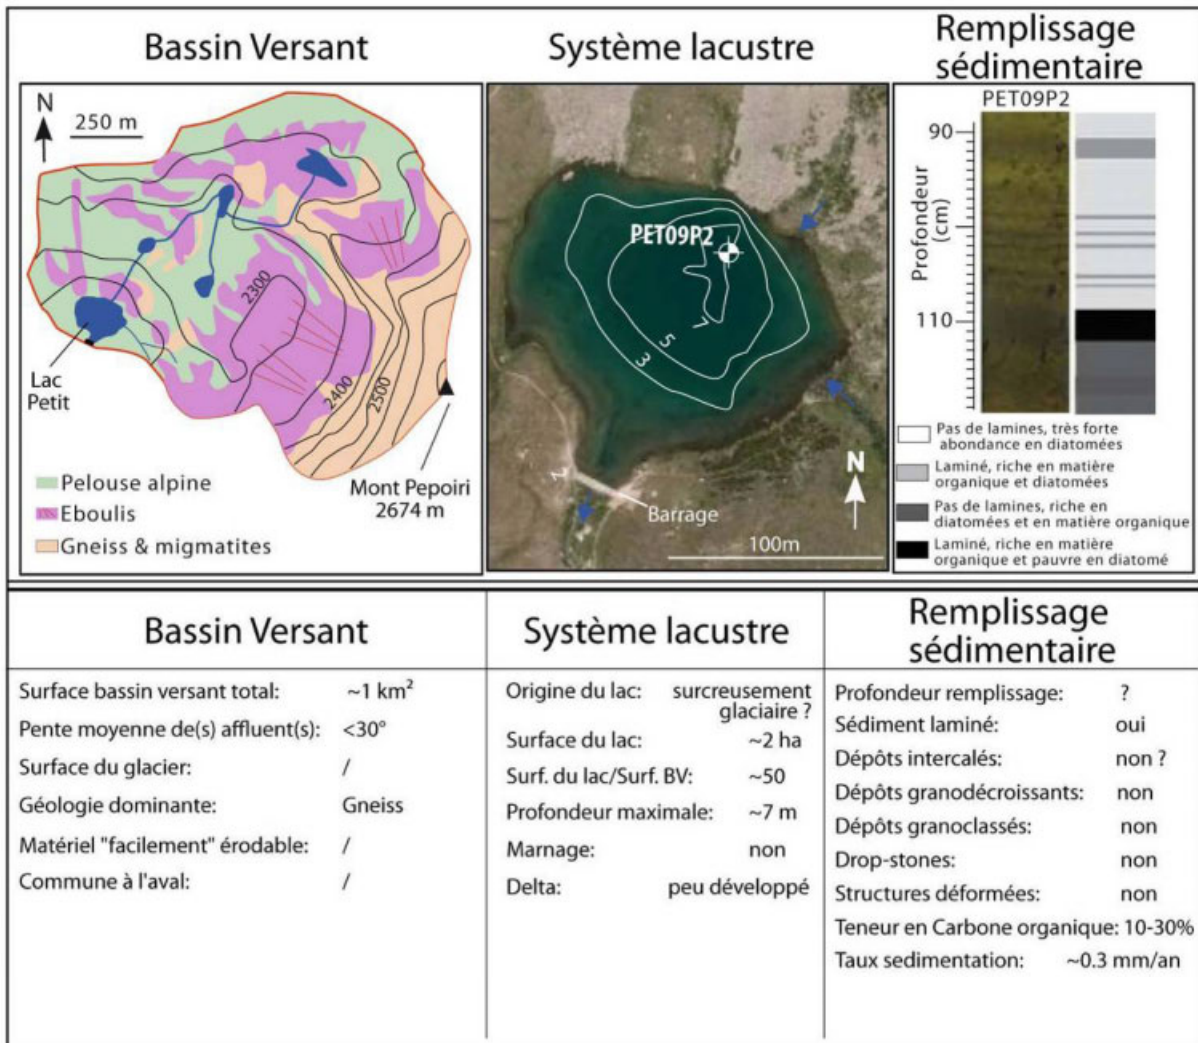 Bassin Versant
Système lacustre
Remplissage
sédimentaire
N
250 m
2300
2400
2500
Lac
Petit
Mont Pepoiri
2674 m
Pelouse alpine
Eboulis
Gneiss & migmatites
PET09P2
7
5
3
2
Barrage
N
100m
PET09P2
90
110
Profondeur
(cm)
Pas de lamines, très forte
abondance en diatomées
Laminé, riche en matière
organique et diatomées
Pas de lamines, riche en
diatomées et en matière organique
Laminé, riche en matière
organique et pauvre en diatomé
Bassin Versant
Surface bassin versant total: ~1 km²
Pente moyenne de(s) affluent(s): <30°
Surface du glacier: /
Géologie dominante: Gneiss
Matériel "facilement" érodable: /
Commune à l'aval: /
Système lacustre
Origine du lac: surcreusement
glaciaire ?
Surface du lac: ~2 ha
Surf. du lac/Surf. BV: ~50
Profondeur maximale: ~7 m
Marnage: non
Delta: peu développé
Remplissage
sédimentaire
Profondeur remplissage: ?
Sédiment laminé: oui
Dépôts intercalés: non ?
Dépôts granodécroissants: non
Dépôts granoclassés: non
Drop-stones: non
Structures déformées: non
Teneur en Carbone organique: 10-30%
Taux sedimentation: ~0.3 mm/an